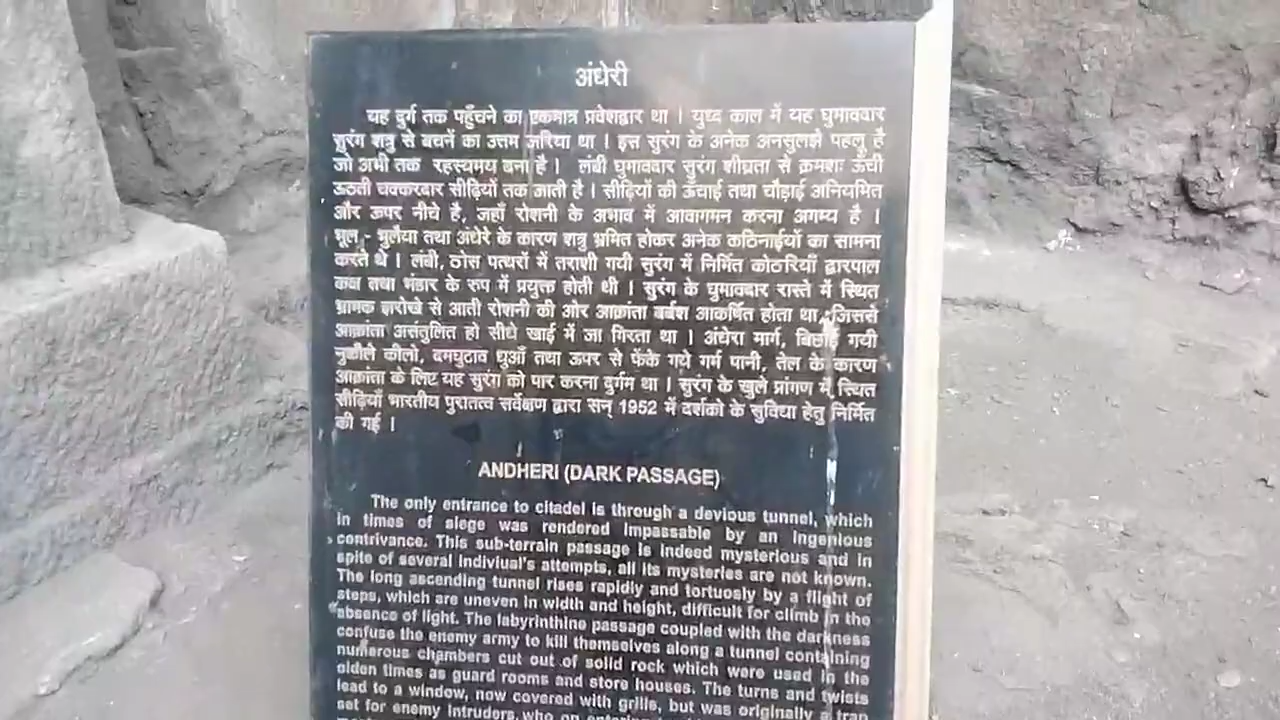 अंधेरी
यह दुर्ग तक पहुँचने का एकमात्र प्रवेशद्वार था । युध्द काल में यह घुमाववार
सुरंग शत्रु से बचनें का उत्तम जरिया था । इस सुरंग के अनेक अनसुलझे पहलू है
जो अभी तक रहस्यमय बना है । लंबी घुमाववार सुरंग शीघ्रता से क्रमशः ऊँची
ऊठती चक्करदार सीढ़ियों तक जाती है । सीढ़ियों की ऊँचाई तथा चौड़ाई अनियमित
और ऊपर नीचे है, जहाँ रोशनी के अभाव में आवागमन करना अगम्य है ।
भूल - भुलैया तथा अंधेरे के कारण शत्रु भ्रमित होकर अनेक कठिनाईयों का सामना
करते थे । लंबी, ठोस पत्थरों में तराशी गयी सुरंग में निर्मित कोठरियाँ द्वारपाल
कक्ष तथा भंडार के रुप में प्रयुक्त होती थी । सुरंग के घुमावदार रास्ते में स्थित
भ्रामक झरोखे से आती रोशनी की ओर आक्रांता बर्बश आकर्षित होता था, जिससे
आक्रांता असंतुलित हो सीधे खाई में जा गिरता था । अंधेरा मार्ग, बिछाई गयी
नुकीले कीलो, दमघुटाव धुआँ तथा ऊपर से फेंके गये गर्म पानी, तेल के कारण
आक्रांता के लिए यह सुरंग को पार करना दुर्गम था । सुरंग के खुले प्रांगण में स्थित
सीढ़ियाँ भारतीय पुरातत्व सर्वेक्षण द्वारा सन् 1952 में दर्शको के सुविधा हेतु निर्मित
की गई ।
ANDHERI (DARK PASSAGE)
The only entrance to citadel is through a devious tunnel, which
in times of siege was rendered impassable by an ingenious
contrivance. This sub-terrain passage is indeed mysterious and in
spite of several indiviual's attempts, all its mysteries are not known.
The long ascending tunnel rises rapidly and tortuosly by a flight of
steps, which are uneven in width and height, difficult for climb in the
absence of light. The labyrinthine passage coupled with the darkness
confuse the enemy army to kill themselves along a tunnel containing
numerous chambers cut out of solid rock which were used in the
olden times as guard rooms and store houses. The turns and twists
lead to a window, now covered with grills, but was originally a trap
set for enemy intruders, who on entering